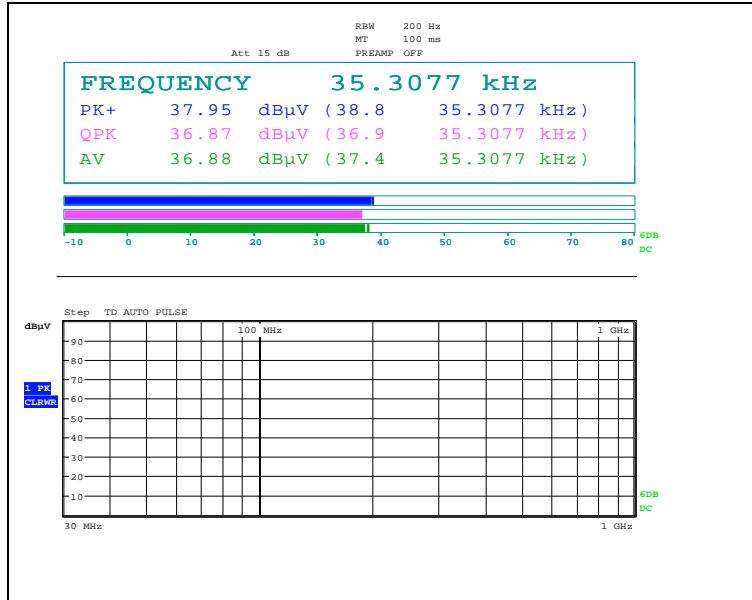 RBW 200 Hz
MT 100 ms
Att 15 dB PREAMP OFF
FREQUENCY 35.3077 kHz
PK+ 37.95 dBµV (38.8 35.3077 kHz)
QPK 36.87 dBµV (36.9 35.3077 kHz)
AV 36.88 dBµV (37.4 35.3077 kHz)
-10 0 10 20 30 40 50 60 70 80
6DB
DC
Step TD AUTO PULSE
dBµV
100 MHz 1 GHz
90
80
70
1 PK
CLRWR
60
50
40
30
20
10
6DB
DC
30 MHz 1 GHz